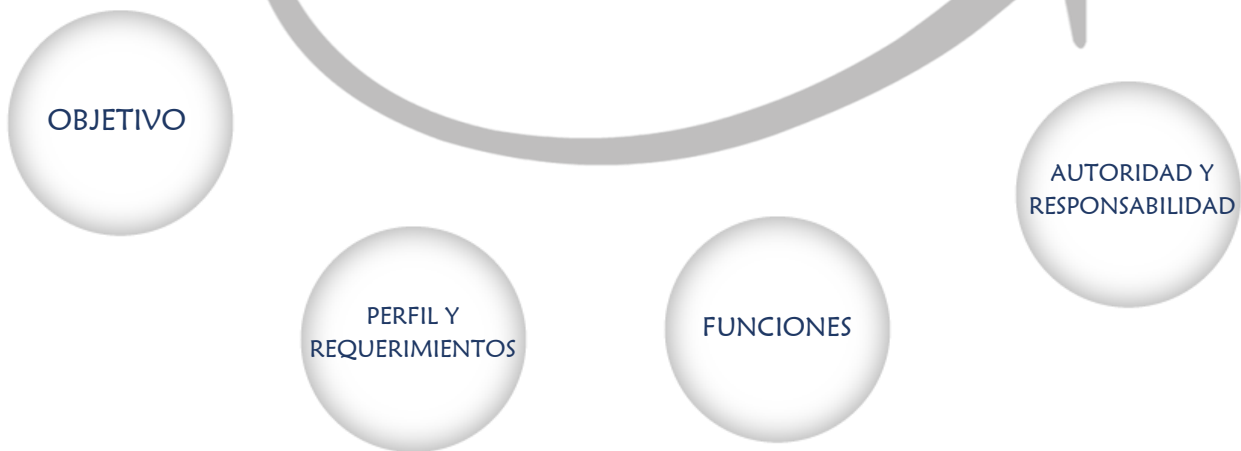 OBJETIVO
PERFIL Y
REQUERIMIENTOS
FUNCIONES
AUTORIDAD Y
RESPONSABILIDAD